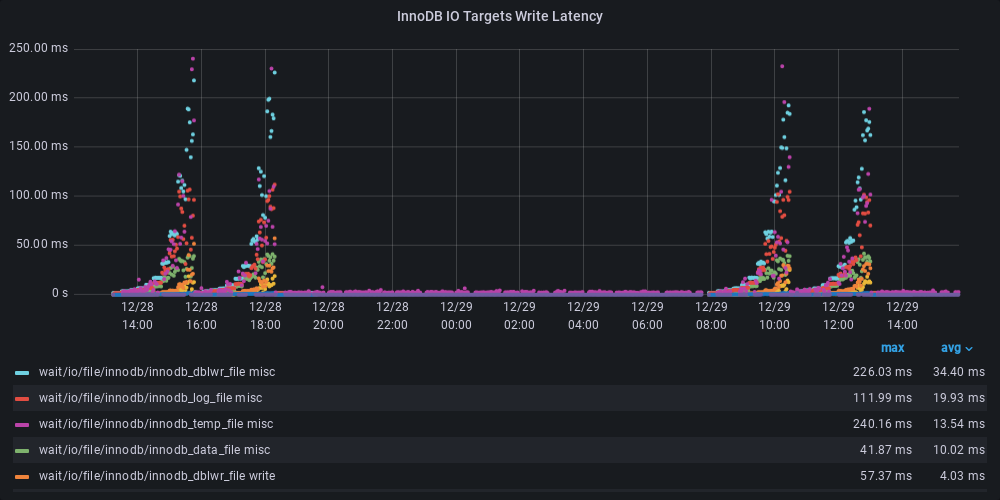 InnoDB IO Targets Write Latency
250.00 ms
200.00 ms
150.00 ms
100.00 ms
50.00 ms
0 s
12/28 12/28 12/28 12/28 12/28 12/29 12/29 12/29 12/29 12/29 12/29 12/29 12/29
14:00 16:00 18:00 20:00 22:00 00:00 02:00 04:00 06:00 08:00 10:00 12:00 14:00
max avg
wait/io/file/innodb/innodb_dblwr_file misc 226.03 ms 34.40 ms
wait/io/file/innodb/innodb_log_file misc 111.99 ms 19.93 ms
wait/io/file/innodb/innodb_temp_file misc 240.16 ms 13.54 ms
wait/io/file/innodb/innodb_data_file misc 41.87 ms 10.02 ms
wait/io/file/innodb/innodb_dblwr_file write 57.37 ms 4.03 ms